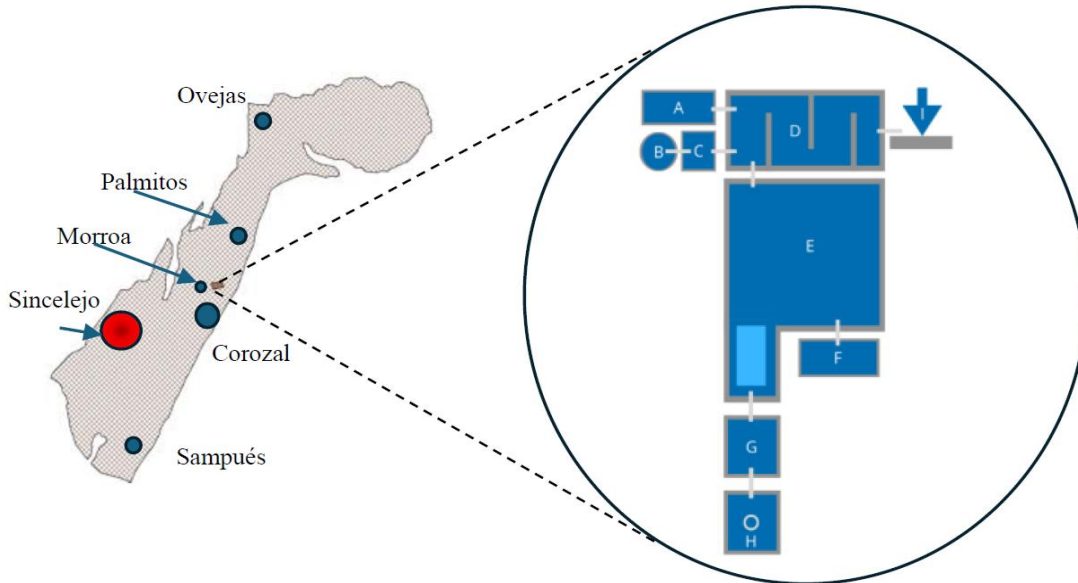 Ovejas
Palmitos
Morroa
Sincelejo
Corozal
Sampués
A
B
C
D
I
E
F
G
H